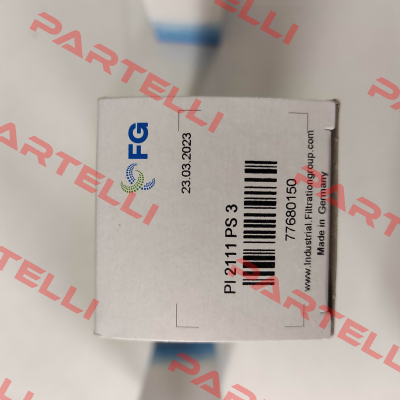 FG
23.03.2023
PI 2111 PS 3
77680150
www.Industrial.Filtrationgroup.com
Made in Germany
PARTELLI
PARTELLI
PARTELLI
PARTELLI
PARTELLI